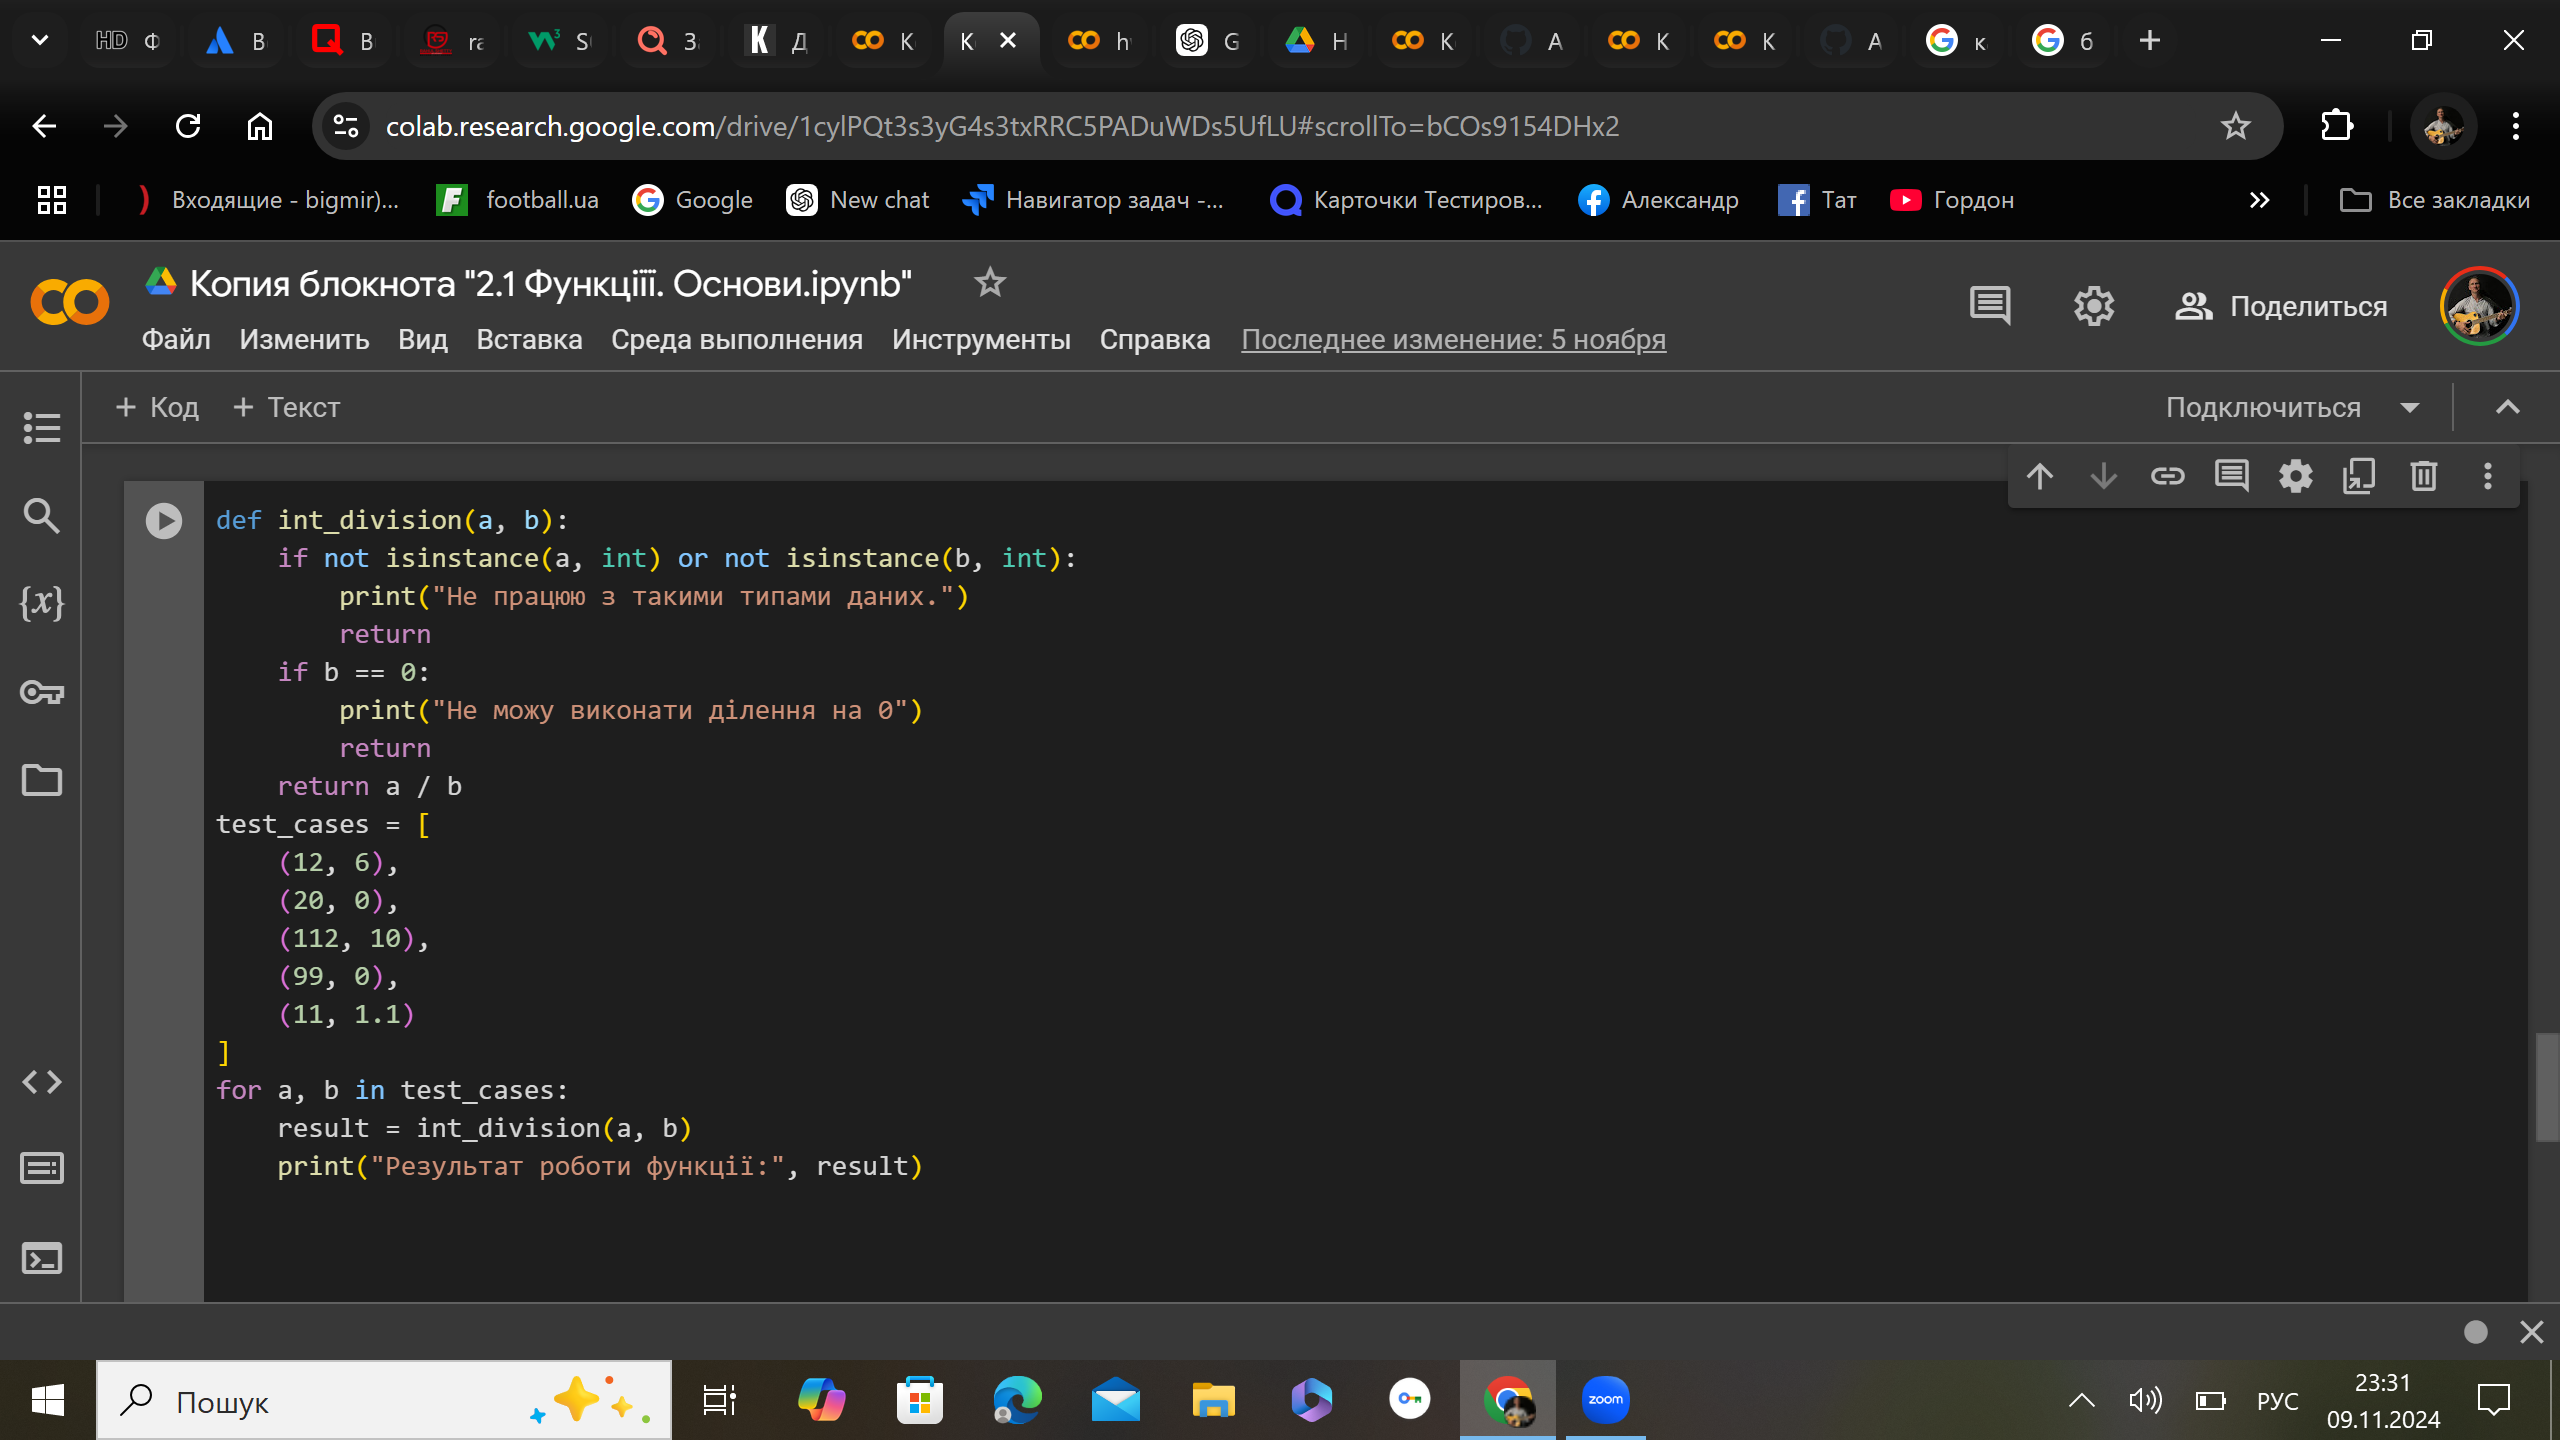 HD Ф
В
В
ra
S
З
Д
К
К
h
G
Н
К
A
К
К
A
к
б
colab.research.google.com/drive/1cylPQt3s3yG4s3txRRC5PADuWDs5UfLU#scrollTo=bCOs9154DHx2
Входящие - bigmir)...
football.ua
Google
New chat
Навигатор задач -...
Карточки Тестиров...
Александр
Тат
Гордон
Все закладки
Копия блокнота "2.1 Функціїї. Основи.ipynb"
Файл Изменить Вид Вставка Среда выполнения Инструменты Справка Последнее изменение: 5 ноября
Поделиться
+ Код + Текст
Подключиться
def int_division(a, b):
    if not isinstance(a, int) or not isinstance(b, int):
        print("Не працюю з такими типами даних.")
        return
    if b == 0:
        print("Не можу виконати ділення на 0")
        return
    return a / b
test_cases = [
    (12, 6),
    (20, 0),
    (112, 10),
    (99, 0),
    (11, 1.1)
]
for a, b in test_cases:
    result = int_division(a, b)
    print("Результат роботи функції:", result)
Пошук
zoom
РУС
23:31
09.11.2024